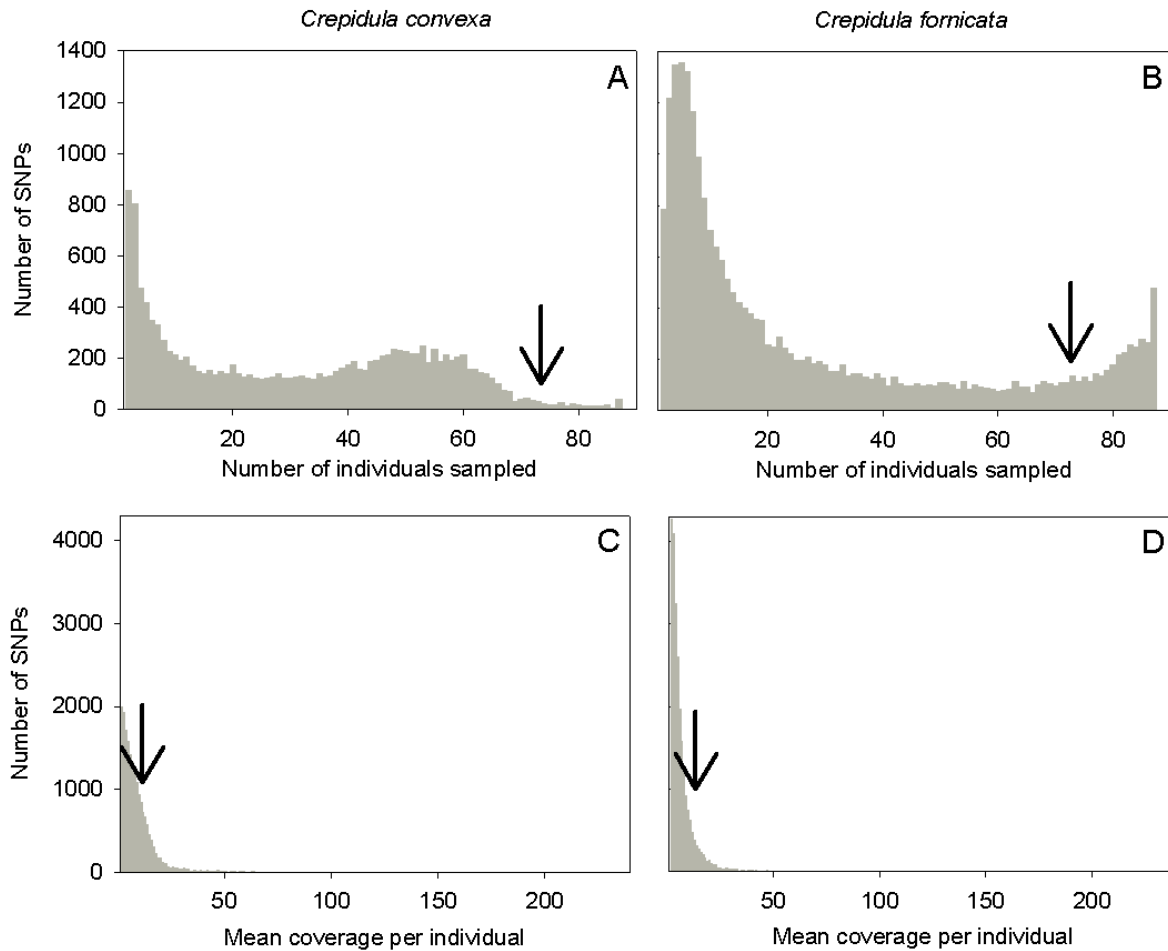 Crepidula convexa
Crepidula fornicata
A
B
1400
1200
1000
800
600
400
200
0
Number of SNPs
20
40
60
80
Number of individuals sampled
20
40
60
80
Number of individuals sampled
C
D
4000
3000
2000
1000
0
Number of SNPs
50
100
150
200
Mean coverage per individual
50
100
150
200
Mean coverage per individual